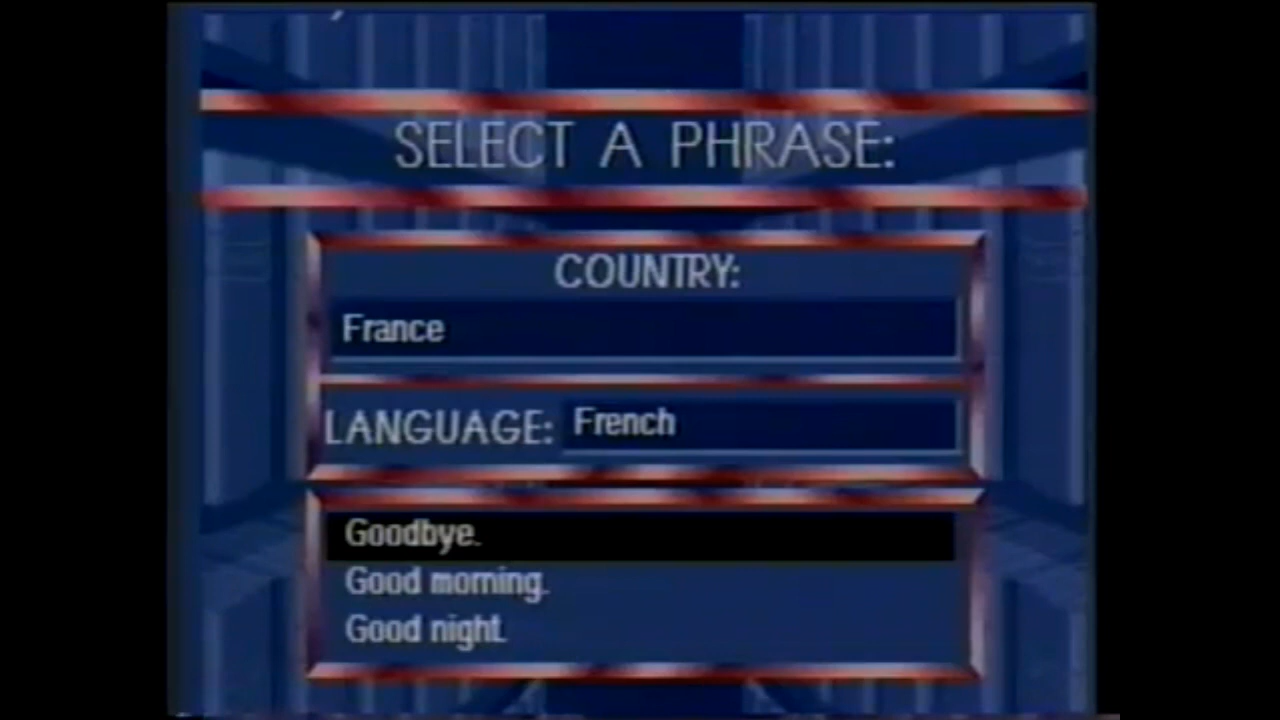 SELECT A PHRASE:
COUNTRY:
France
LANGUAGE: French
Goodbye.
Good morning.
Good night.